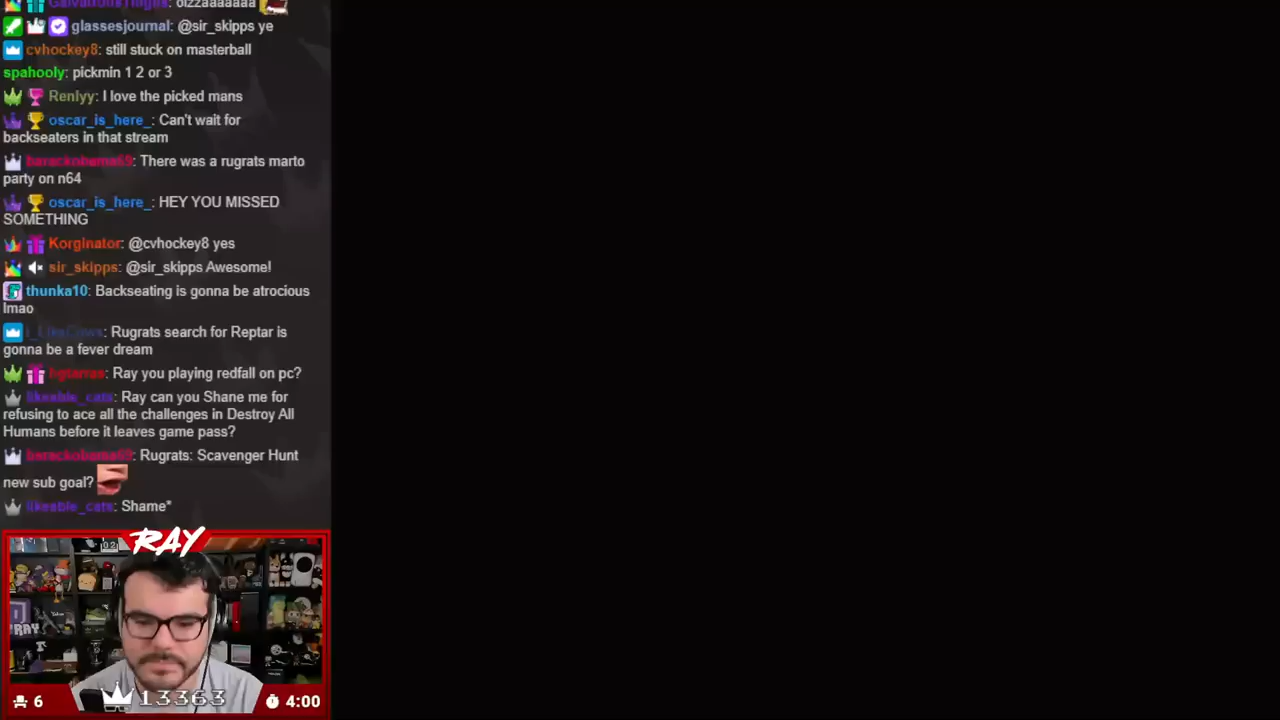 glassesjournal: @sir_skipps ye
cvhockey8: still stuck on masterball
spahooly: pickmin 1 2 or 3
Renlyy: I love the picked mans
oscar_is_here_: Can't wait for
backseaters in that stream
barackobama69: There was a rugrats marto
party on n64
oscar_is_here_: HEY YOU MISSED
SOMETHING
Korginator: @cvhockey8 yes
sir_skipps: @sir_skipps Awesome!
thunka10: Backseating is gonna be atrocious
lmao
Rugrats search for Reptar is
gonna be a fever dream
Ray you playing redfall on pc?
likeable_cats: Ray can you Shane me for
refusing to ace all the challenges in Destroy All
Humans before it leaves game pass?
barackobama69: Rugrats: Scavenger Hunt
new sub goal?
likeable_cats: Shame*
RAY
6
13363
4:00